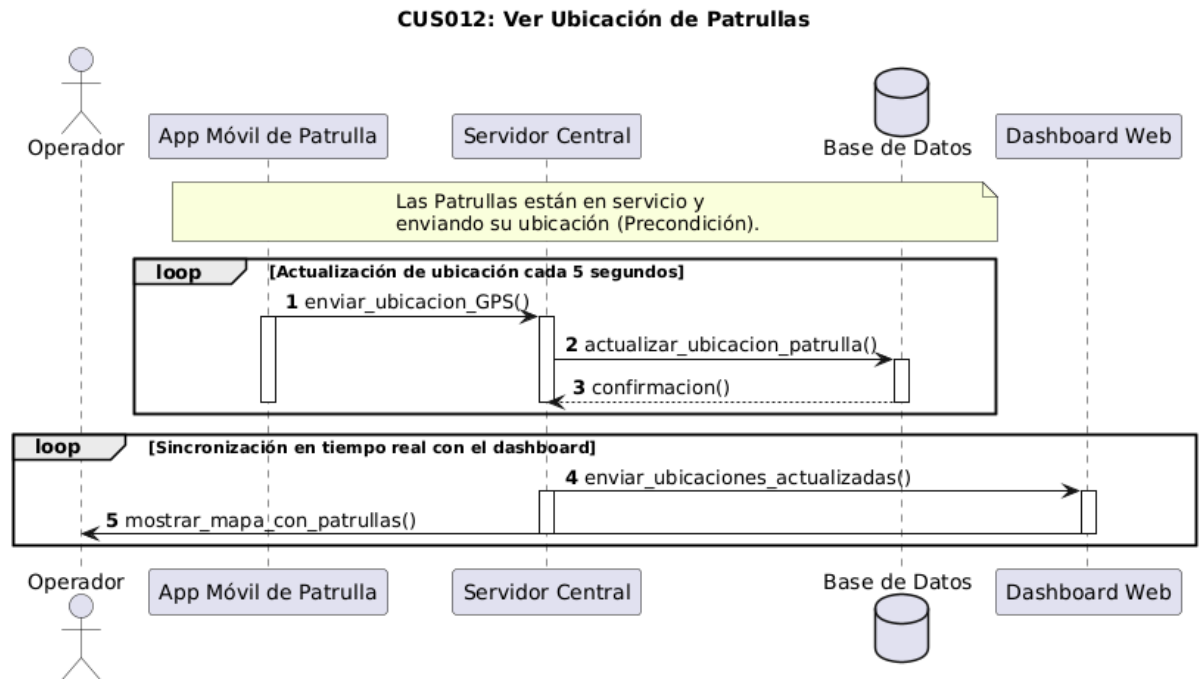 CUS012: Ver Ubicación de Patrullas
Operador
App Móvil de Patrulla
Servidor Central
Base de Datos
Dashboard Web
Las Patrullas están en servicio y
enviando su ubicación (Precondición).
loop [Actualización de ubicación cada 5 segundos]
1 enviar_ubicacion_GPS()
2 actualizar_ubicacion_patrulla()
3 confirmacion()
loop [Sincronización en tiempo real con el dashboard]
4 enviar_ubicaciones_actualizadas()
5 mostrar_mapa_con_patrullas()
Operador
App Móvil de Patrulla
Servidor Central
Base de Datos
Dashboard Web